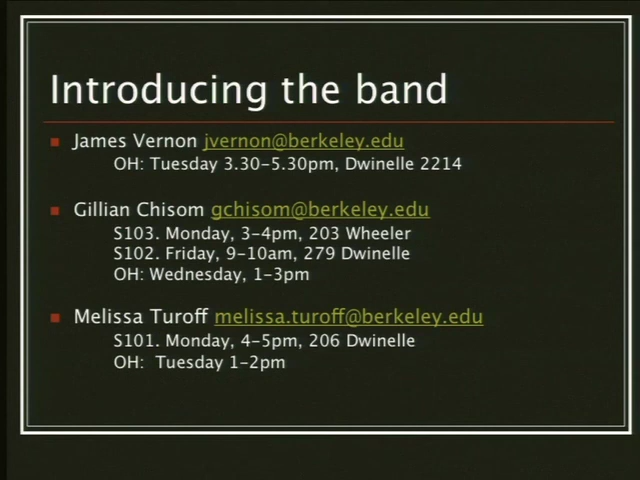 Introducing the band
James Vernon jvernon@berkeley.edu
OH: Tuesday 3.30-5.30pm, Dwinelle 2214
Gillian Chisom gchisom@berkeley.edu
S103. Monday, 3-4pm, 203 Wheeler
S102. Friday, 9-10am, 279 Dwinelle
OH: Wednesday, 1-3pm
Melissa Turoff melissa.turoff@berkeley.edu
S101. Monday, 4-5pm, 206 Dwinelle
OH: Tuesday 1-2pm